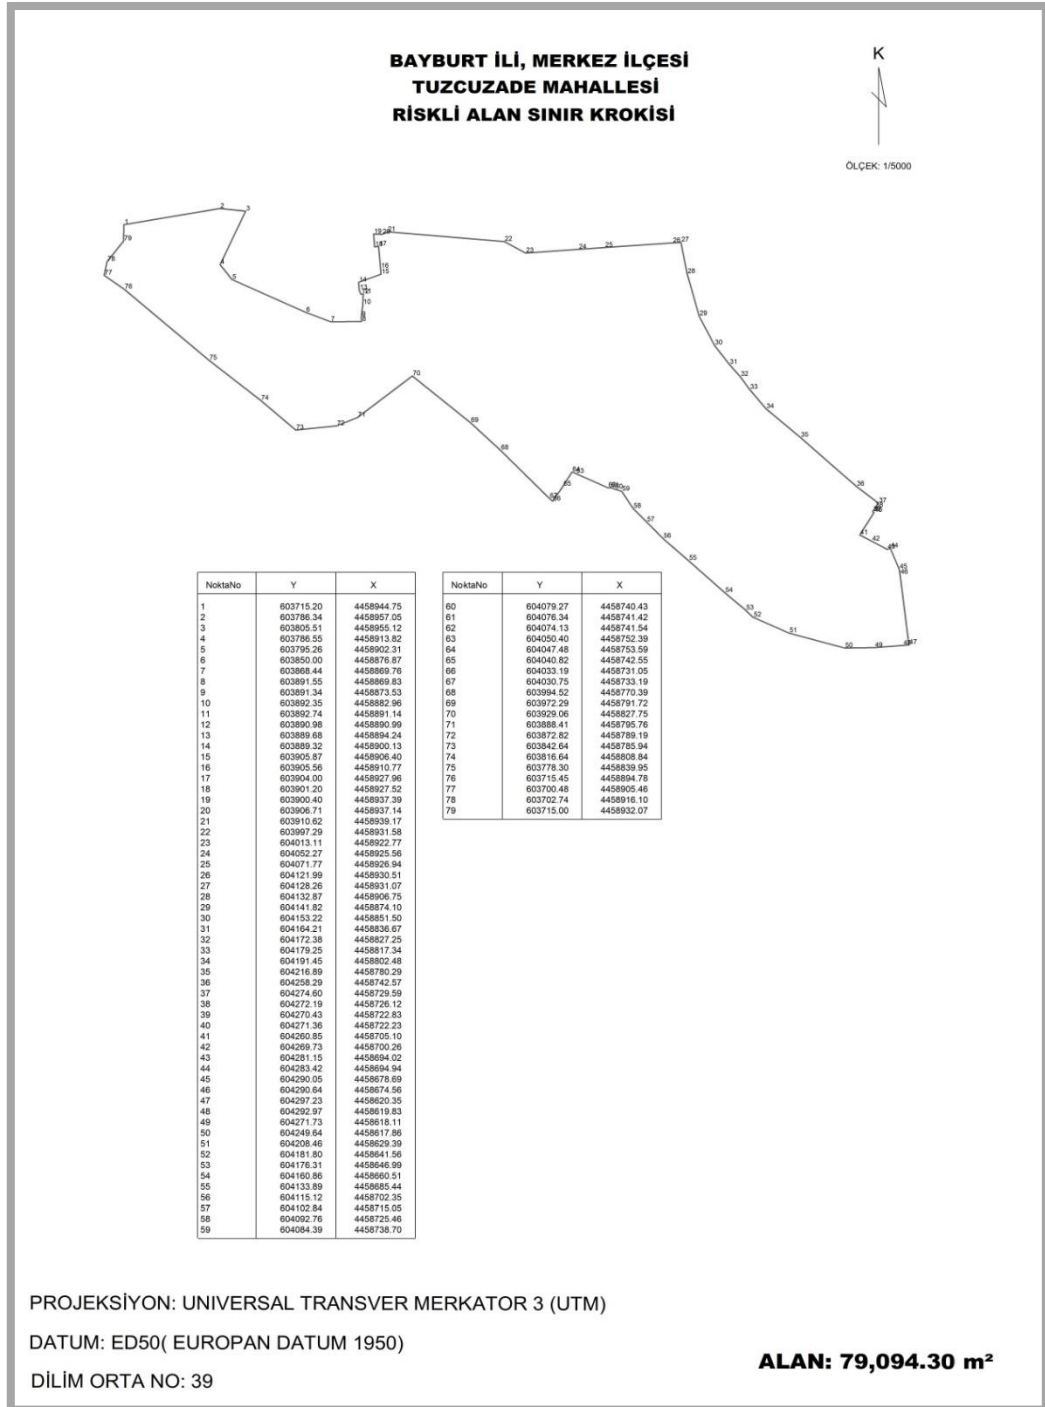 BAYBURT İLİ, MERKEZ İLÇESİ
TUZCUZADE MAHALLESİ
RİSKLİ ALAN SINIR KROKİSİ
K
ÖLÇEK: 1/5000
NoktaNo Y X
1 603715.20 4458944.75
2 603786.34 4458957.05
3 603805.51 4458955.12
4 603786.55 4458913.82
5 603795.26 4458902.31
6 603850.00 4458876.87
7 603868.44 4458869.76
8 603891.55 4458869.83
9 603891.34 4458873.53
10 603892.35 4458882.96
11 603892.74 4458891.14
12 603890.98 4458890.99
13 603889.68 4458894.24
14 603889.32 4458900.13
15 603905.87 4458906.40
16 603905.56 4458910.77
17 603904.00 4458927.96
18 603901.20 4458927.52
19 603900.40 4458937.39
20 603906.71 4458937.14
21 603910.62 4458939.17
22 603997.29 4458931.58
23 604013.11 4458922.77
24 604052.27 4458925.56
25 604071.77 4458926.94
26 604121.99 4458930.51
27 604128.26 4458931.07
28 604132.87 4458906.75
29 604141.82 4458874.10
30 604153.22 4458851.50
31 604164.21 4458836.67
32 604172.38 4458827.25
33 604179.25 4458817.34
34 604191.45 4458802.48
35 604216.89 4458780.29
36 604258.29 4458742.57
37 604274.60 4458729.59
38 604272.19 4458726.12
39 604270.43 4458722.83
40 604271.36 4458722.23
41 604260.85 4458705.10
42 604269.73 4458700.26
43 604281.15 4458694.02
44 604283.42 4458694.94
45 604290.05 4458678.69
46 604290.64 4458674.56
47 604297.23 4458620.35
48 604292.97 4458619.83
49 604271.73 4458618.11
50 604249.64 4458617.86
51 604208.46 4458629.39
52 604181.80 4458641.56
53 604176.31 4458646.99
54 604160.86 4458660.51
55 604133.89 4458685.44
56 604115.12 4458702.35
57 604102.84 4458715.05
58 604092.76 4458725.46
59 604084.39 4458738.70
NoktaNo Y X
60 604079.27 4458740.43
61 604076.34 4458741.42
62 604074.13 4458741.54
63 604050.40 4458752.39
64 604047.48 4458753.59
65 604040.82 4458742.55
66 604033.19 4458731.05
67 604030.75 4458733.19
68 603994.52 4458770.39
69 603972.29 4458791.72
70 603929.06 4458827.75
71 603888.41 4458795.76
72 603872.82 4458789.19
73 603842.64 4458785.94
74 603816.64 4458808.84
75 603778.30 4458839.95
76 603715.45 4458894.78
77 603700.48 4458905.46
78 603702.74 4458916.10
79 603715.00 4458932.07
PROJEKSİYON: UNIVERSAL TRANSVER MERKATOR 3 (UTM)
DATUM: ED50( EUROPAN DATUM 1950)
DİLİM ORTA NO: 39
ALAN: 79,094.30 m²